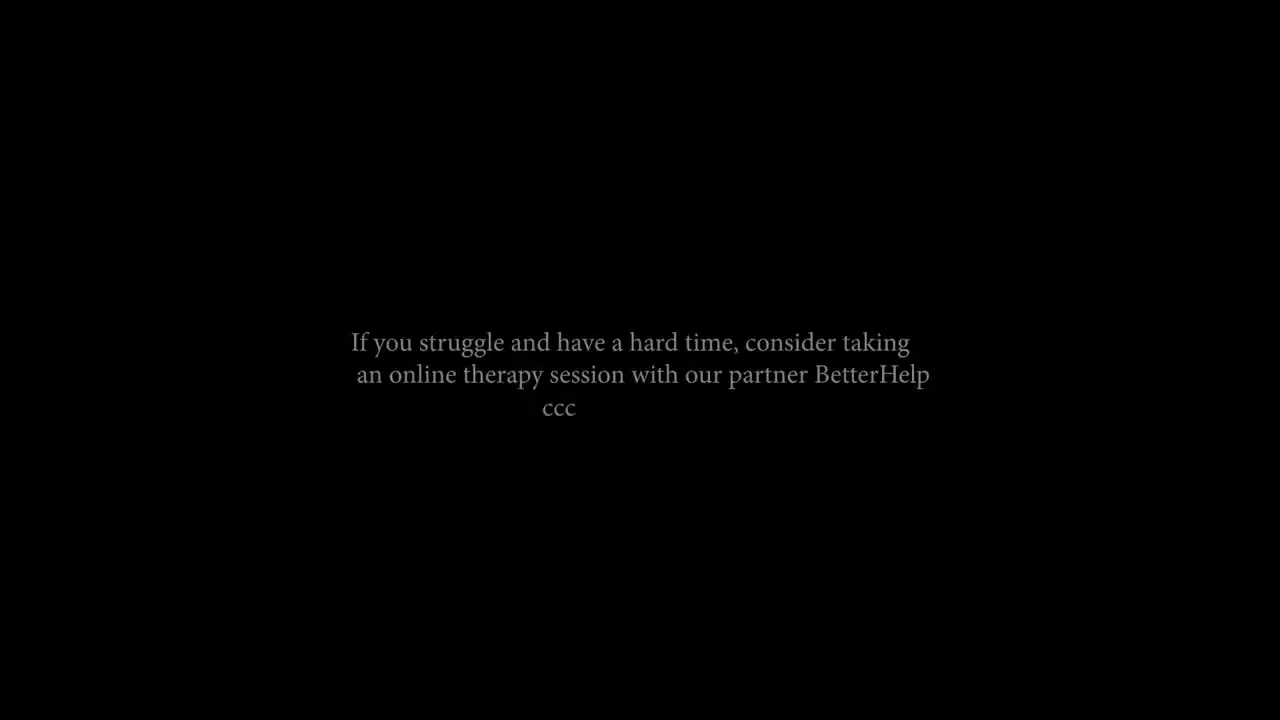 If you struggle and have a hard time, consider taking
an online therapy session with our partner BetterHelp
ccc